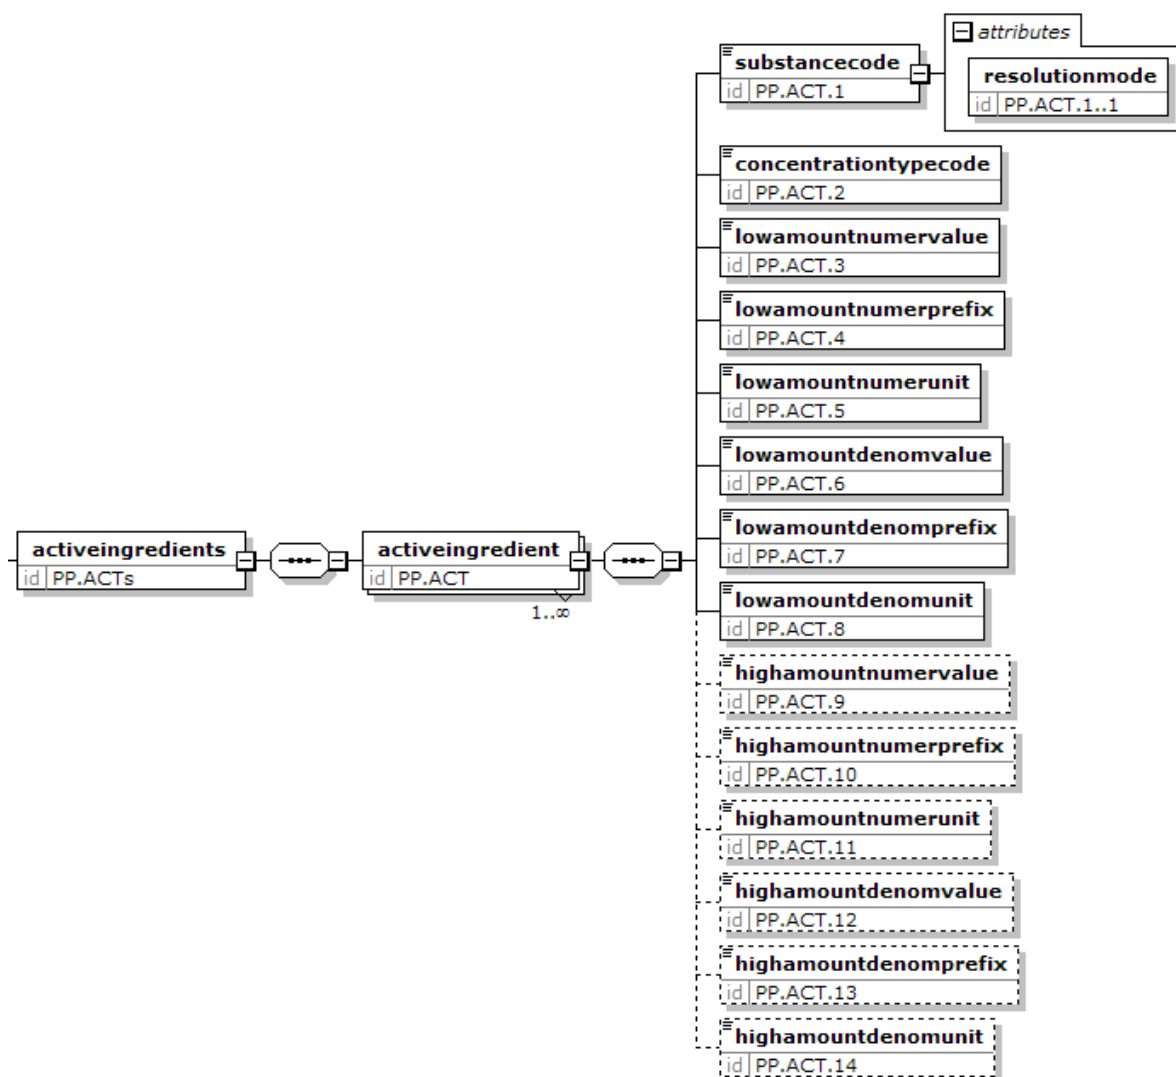 attributes
substancecode
id PP.ACT.1
resolutionmode
id PP.ACT.1..1
concentrationtypecode
id PP.ACT.2
lowamountnumervalue
id PP.ACT.3
lowamountnumerprefix
id PP.ACT.4
lowamountnumerunit
id PP.ACT.5
lowamountdenomvalue
id PP.ACT.6
lowamountdenomprefix
id PP.ACT.7
activeingredients
id PP.ACTs
activeingredient
id PP.ACT
1..∞
lowamountdenomunit
id PP.ACT.8
highamountnumervalue
id PP.ACT.9
highamountnumerprefix
id PP.ACT.10
highamountnumerunit
id PP.ACT.11
highamountdenomvalue
id PP.ACT.12
highamountdenomprefix
id PP.ACT.13
highamountdenomunit
id PP.ACT.14